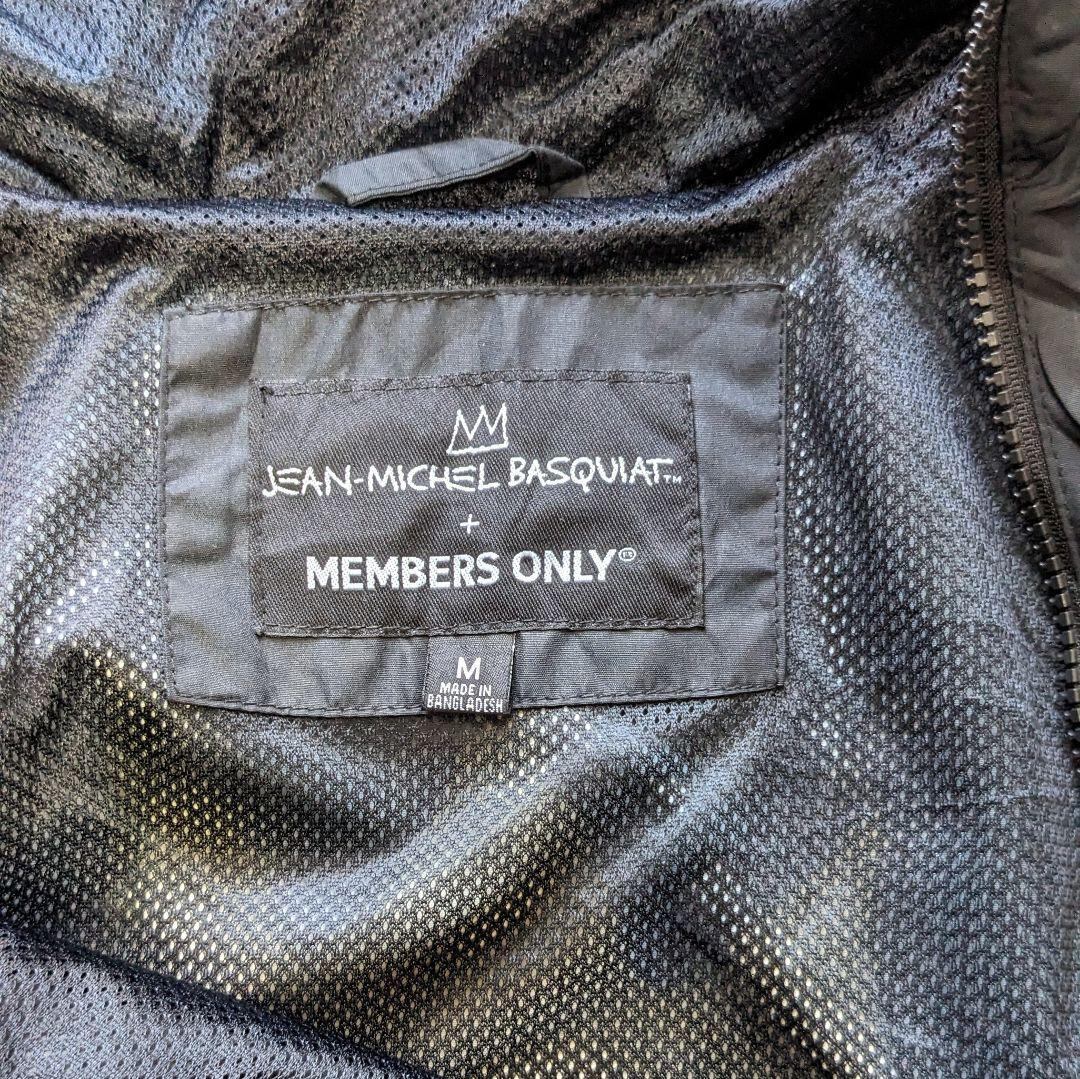 JEAN-MICHEL BASQUIAT™
+
MEMBERS ONLY®
M
MADE IN
BANGLADESH